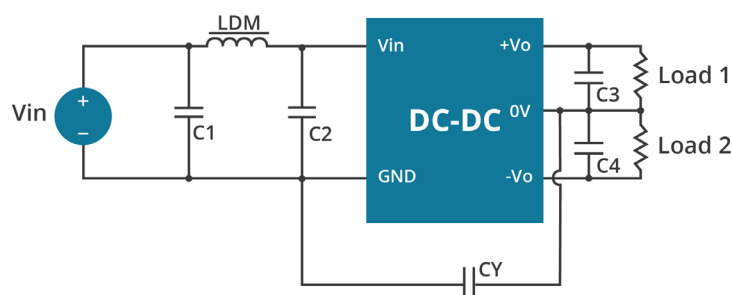 LDM
Vin
+
−
C1
C2
Vin
GND
DC-DC
+Vo
0V
-Vo
C3
C4
Load 1
Load 2
CY